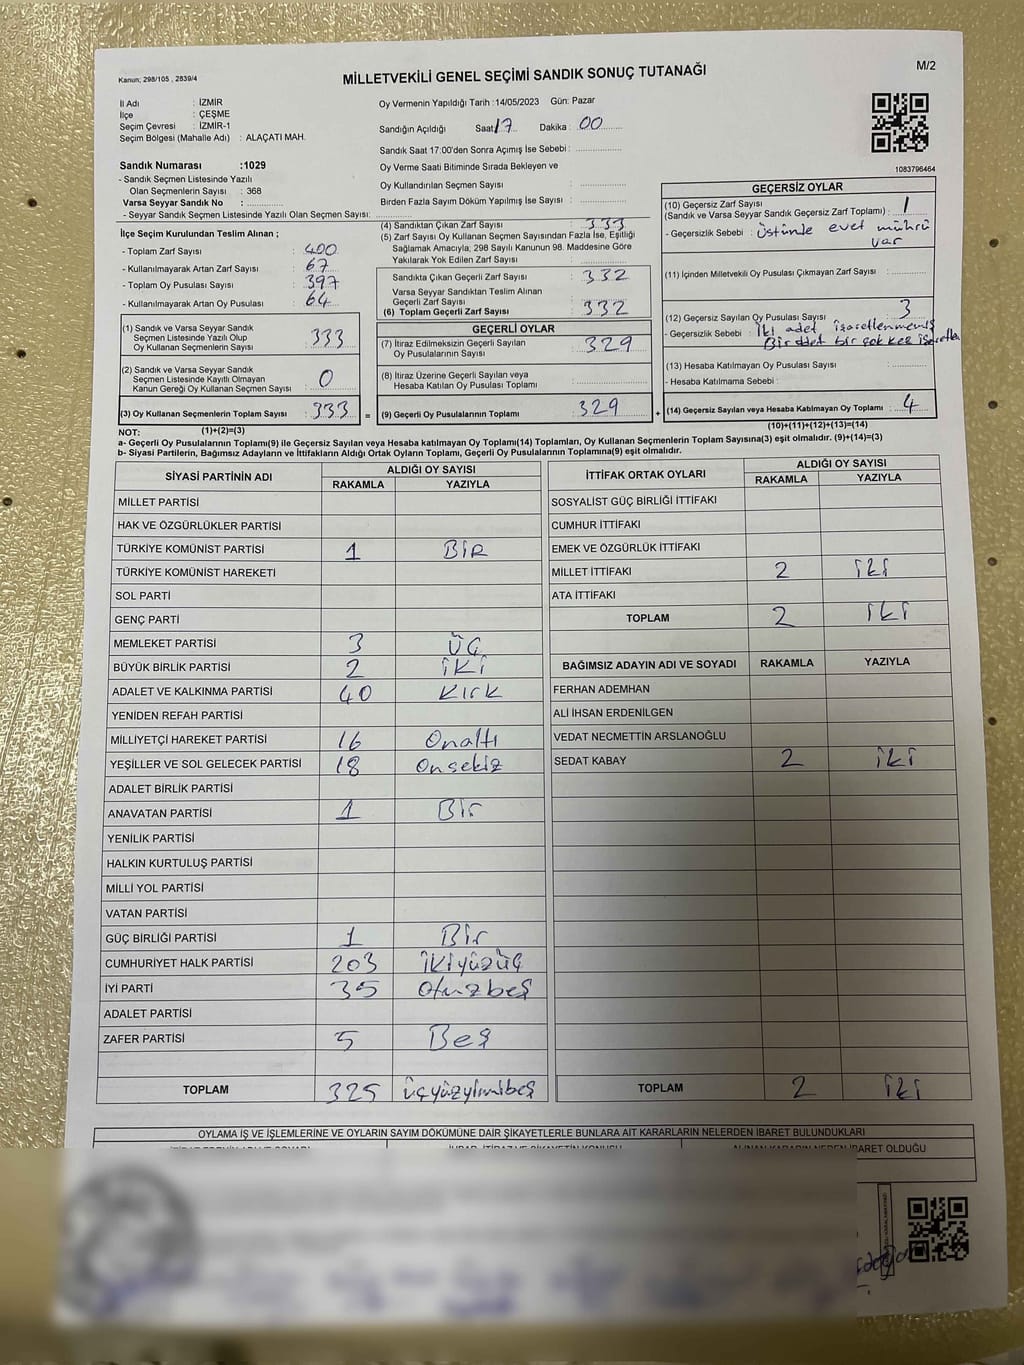 Kanun; 298/105 , 2839/4
MİLLETVEKİLİ GENEL SEÇİMİ SANDIK SONUÇ TUTANAĞI
M/2
İl Adı : İZMİR
İlçe : ÇEŞME
Seçim Çevresi : İZMİR-1
Seçim Bölgesi (Mahalle Adı) : ALAÇATI MAH.
Sandık Numarası :1029
- Sandık Seçmen Listesinde Yazılı
Olan Seçmenlerin Sayısı : 368
Varsa Seyyar Sandık No :
- Seyyar Sandık Seçmen Listesinde Yazılı Olan Seçmen Sayısı:
Oy Vermenin Yapıldığı Tarih :14/05/2023 Gün: Pazar
Sandığın Açıldığı Saat 17 Dakika : 00
Sandık Saat 17:00'den Sonra Açımış İse Sebebi :
Oy Verme Saati Bitiminde Sırada Bekleyen ve
Oy Kullandırılan Seçmen Sayısı :
Birden Fazla Sayım Döküm Yapılmış İse Sayısı :
1083796464
İlçe Seçim Kurulundan Teslim Alınan ;
- Toplam Zarf Sayısı : 400
- Kullanılmayarak Artan Zarf Sayısı : 67
- Toplam Oy Pusulası Sayısı : 397
- Kullanılmayarak Artan Oy Pusulası : 64
(1) Sandık ve Varsa Seyyar Sandık
Seçmen Listesinde Yazılı Olup
Oy Kullanan Seçmenlerin Sayısı : 333
(2) Sandık ve Varsa Seyyar Sandık
Seçmen Listesinde Kayıtlı Olmayan
Kanun Gereği Oy Kullanan Seçmen Sayısı : 0
(3) Oy Kullanan Seçmenlerin Toplam Sayısı : 333 =
(1)+(2)=(3)
(4) Sandıktan Çıkan Zarf Sayısı : 333
(5) Zarf Sayısı Oy Kullanan Seçmen Sayısından Fazla İse, Eşitliği
Sağlamak Amacıyla, 298 Sayılı Kanunun 98. Maddesine Göre
Yakılarak Yok Edilen Zarf Sayısı :
Sandıkta Çıkan Geçerli Zarf Sayısı : 332
Varsa Seyyar Sandıktan Teslim Alınan
Geçerli Zarf Sayısı :
(6) Toplam Geçerli Zarf Sayısı : 332
GEÇERLİ OYLAR
(7) İtiraz Edilmeksizin Geçerli Sayılan
Oy Pusulalarının Sayısı : 329
(8) İtiraz Üzerine Geçerli Sayılan veya
Hesaba Katılan Oy Pusulası Toplamı :
(9) Geçerli Oy Pusulalarının Toplamı : 329 +
GEÇERSİZ OYLAR
(10) Geçersiz Zarf Sayısı
(Sandık ve Varsa Seyyar Sandık Geçersiz Zarf Toplamı) : 1
- Geçersizlik Sebebi : üstünde evet mührü
var
(11) İçinden Milletvekili Oy Pusulası Çıkmayan Zarf Sayısı :
(12) Geçersiz Sayılan Oy Pusulası Sayısı : 3
- Geçersizlik Sebebi : İki adet işaretlenmemiş
Bir adet bir çok kez
(13) Hesaba Katılmayan Oy Pusulası Sayısı :
- Hesaba Katılmama Sebebi :
(14) Geçersiz Sayılan veya Hesaba Katılmayan Oy Toplamı : 4
(10)+(11)+(12)+(13)=(14)
NOT:
a- Geçerli Oy Pusulalarının Toplamı(9) ile Geçersiz Sayılan veya Hesaba katılmayan Oy Toplamı(14) Toplamları, Oy Kullanan Seçmenlerin Toplam Sayısına(3) eşit olmalıdır. (9)+(14)=(3)
b- Siyasi Partilerin, Bağımsız Adayların ve İttifakların Aldığı Ortak Oyların Toplamı, Geçerli Oy Pusulalarının Toplamına(9) eşit olmalıdır.
SİYASİ PARTİNİN ADI ALDIĞI OY SAYISI
RAKAMLA YAZIYLA
MİLLET PARTİSİ
HAK VE ÖZGÜRLÜKLER PARTİSİ
TÜRKİYE KOMÜNİST PARTİSİ 1 BİR
TÜRKİYE KOMÜNİST HAREKETİ
SOL PARTİ
GENÇ PARTİ
MEMLEKET PARTİSİ 3 ÜÇ
BÜYÜK BİRLİK PARTİSİ 2 İKİ
ADALET VE KALKINMA PARTİSİ 40 Kırk
YENİDEN REFAH PARTİSİ
MİLLİYETÇİ HAREKET PARTİSİ 16 Onaltı
YEŞİLLER VE SOL GELECEK PARTİSİ 18 Onsekiz
ADALET BİRLİK PARTİSİ
ANAVATAN PARTİSİ 1 Bir
YENİLİK PARTİSİ
HALKIN KURTULUŞ PARTİSİ
MİLLİ YOL PARTİSİ
VATAN PARTİSİ
GÜÇ BİRLİĞİ PARTİSİ 1 Bir
CUMHURİYET HALK PARTİSİ 203 İkiyüzüç
İYİ PARTİ 35 Otuzbeş
ADALET PARTİSİ
ZAFER PARTİSİ 5 Beş
TOPLAM 325 üçyüzyirmibeş
İTTİFAK ORTAK OYLARI ALDIĞI OY SAYISI
RAKAMLA YAZIYLA
SOSYALİST GÜÇ BİRLİĞİ İTTİFAKI
CUMHUR İTTİFAKI
EMEK VE ÖZGÜRLÜK İTTİFAKI
MİLLET İTTİFAKI 2 İki
ATA İTTİFAKI
TOPLAM 2 İki
BAĞIMSIZ ADAYIN ADI VE SOYADI RAKAMLA YAZIYLA
FERHAN ADEMHAN
ALİ İHSAN ERDENİLGEN
VEDAT NECMETTİN ARSLANOĞLU
SEDAT KABAY 2 İki
TOPLAM 2 İki
OYLAMA İŞ VE İŞLEMLERİNE VE OYLARIN SAYIM DÖKÜMÜNE DAİR ŞİKAYETLERLE BUNLARA AİT KARARLARIN NELERDEN İBARET BULUNDUKLARI